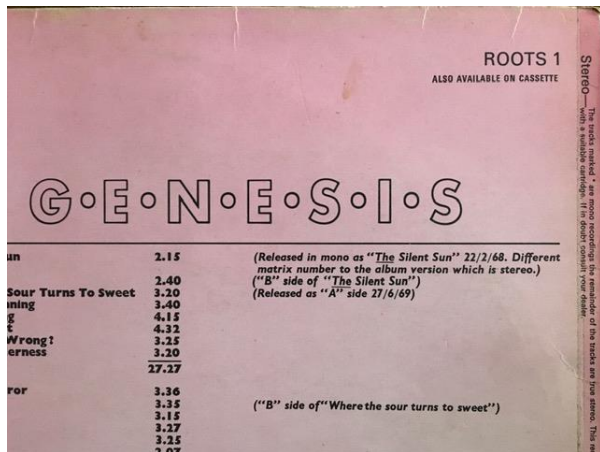 ROOTS 1
ALSO AVAILABLE ON CASSETTE
G•E•N•E•S•I•S
un 2.15 (Released in mono as "The Silent Sun" 22/2/68. Different
matrix number to the album version which is stereo.)
2.40 ("B" side of "The Silent Sun")
Sour Turns To Sweet 3.20 (Released as "A" side 27/6/69)
ning 3.40
g 4.15
t 4.32
Wrong? 3.25
erness 3.20
27.27
ror 3.36
3.35 ("B" side of "Where the sour turns to sweet")
3.15
3.27
3.25
Stereo—The tracks marked * are mono recordings the remainder of the tracks are true stereo. This re
with a suitable cartridge. If in doubt consult your dealer.